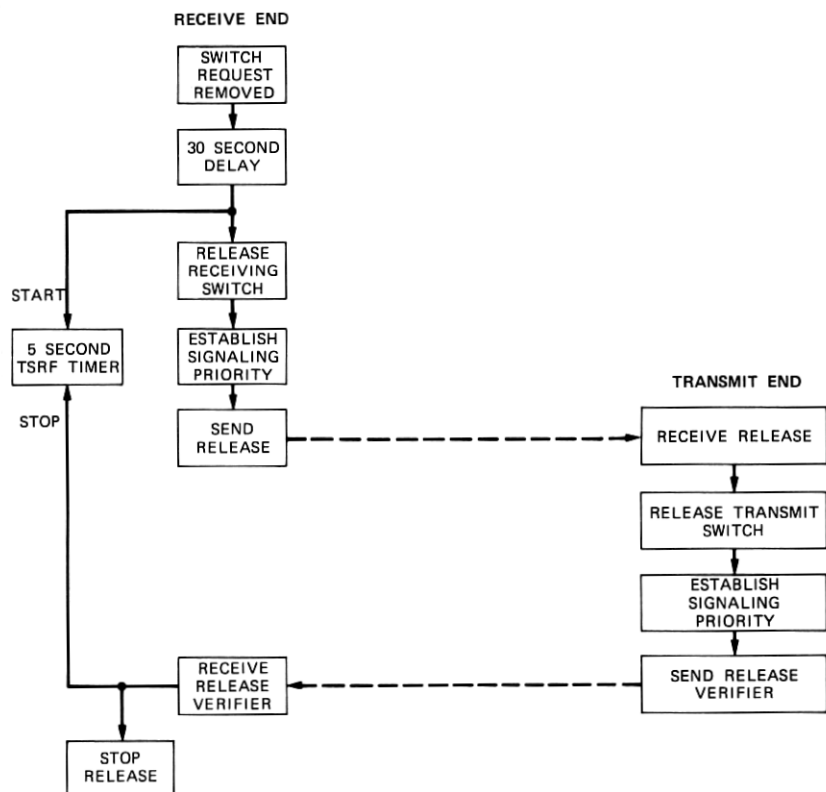 RECEIVE END
SWITCH
REQUEST
REMOVED
30 SECOND
DELAY
RELEASE
RECEIVING
SWITCH
START
5 SECOND
TSRF TIMER
ESTABLISH
SIGNALING
PRIORITY
STOP
SEND
RELEASE
TRANSMIT END
RECEIVE RELEASE
RELEASE TRANSMIT
SWITCH
ESTABLISH
SIGNALING
PRIORITY
SEND RELEASE
VERIFIER
RECEIVE
RELEASE
VERIFIER
STOP
RELEASE